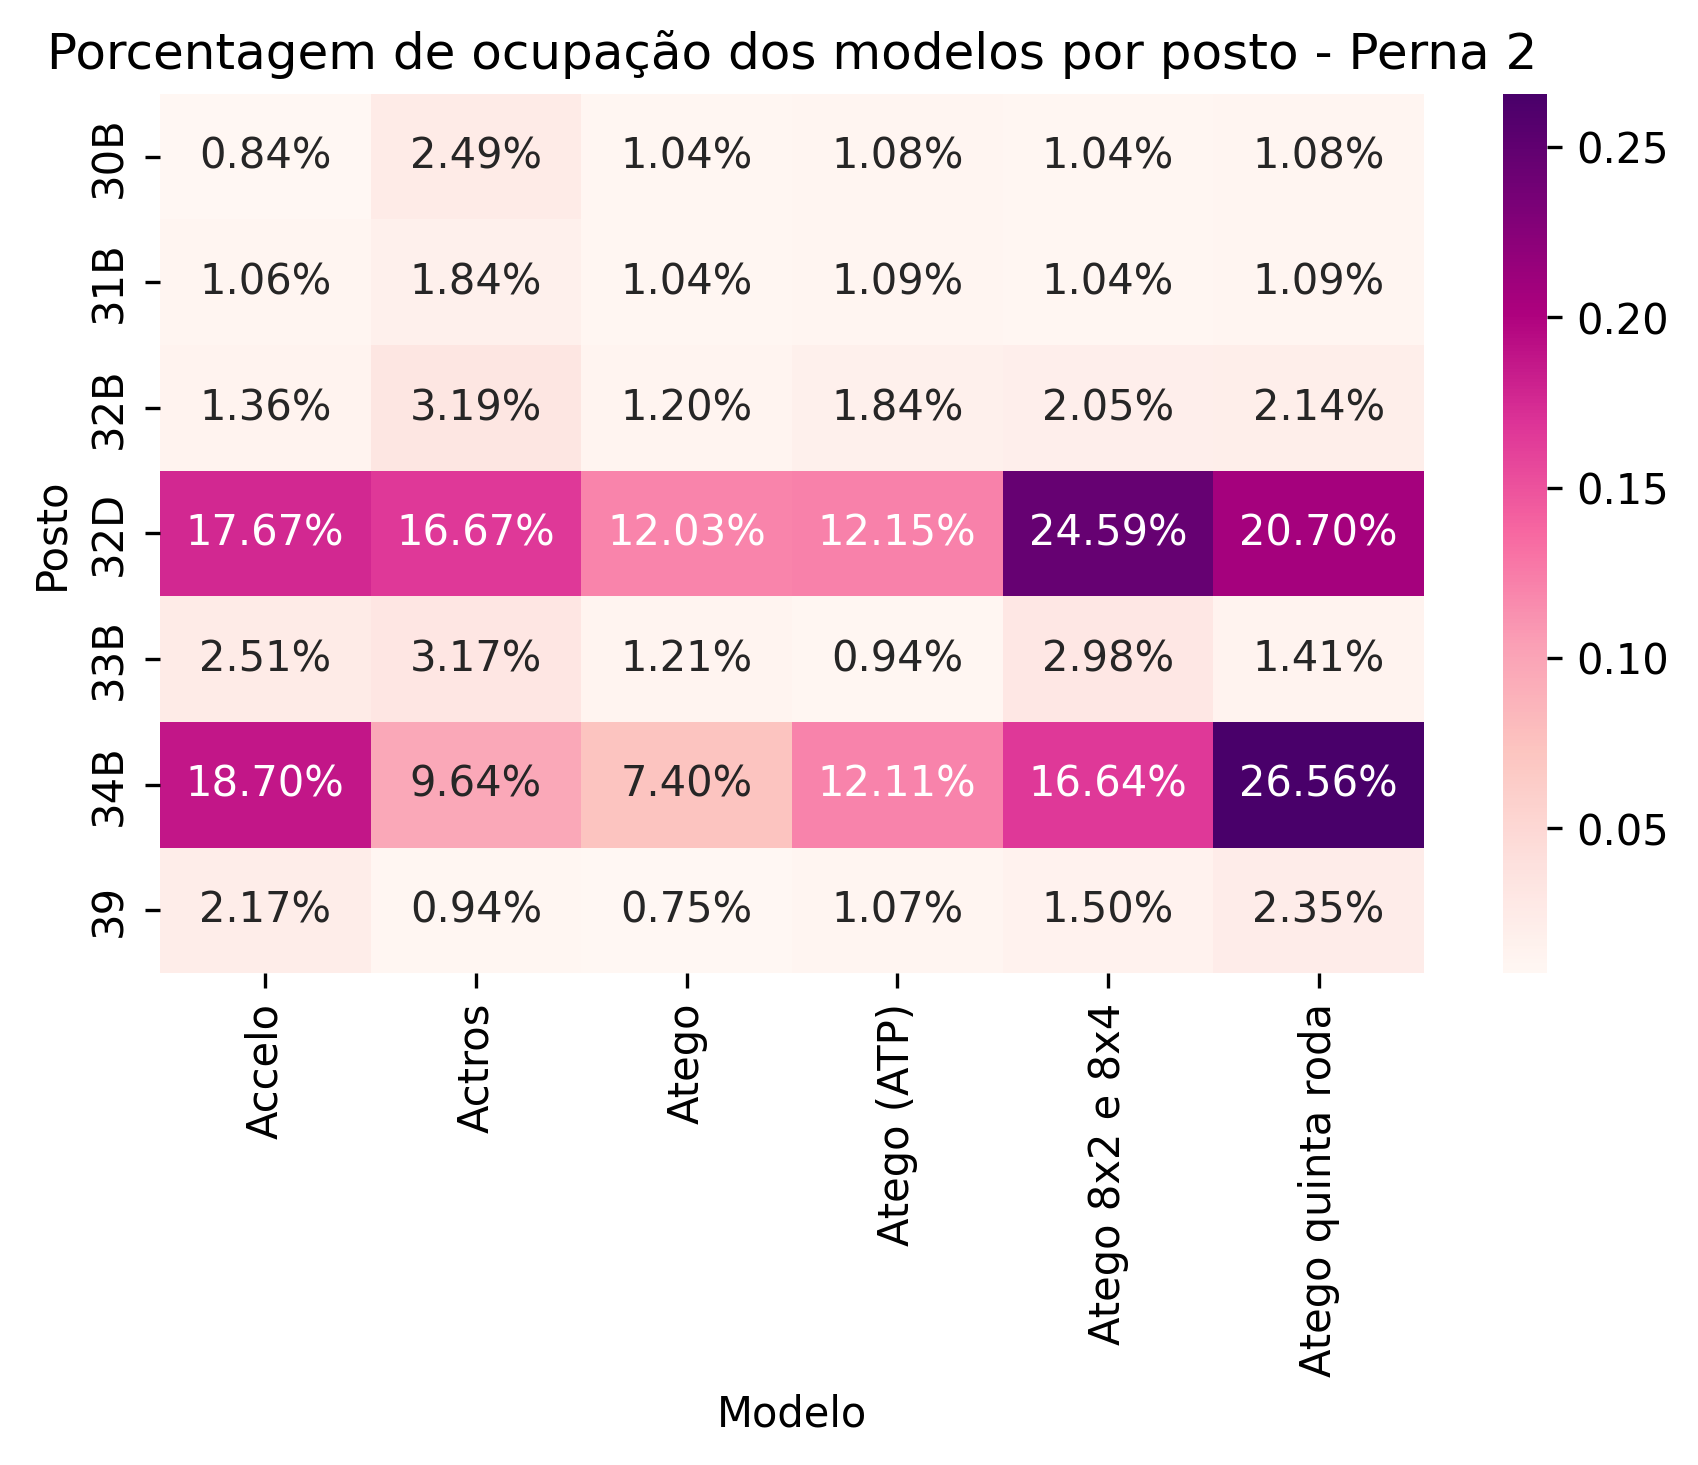 Porcentagem de ocupação dos modelos por posto - Perna 2
Posto
30B 0.84% 2.49% 1.04% 1.08% 1.04% 1.08%
31B 1.06% 1.84% 1.04% 1.09% 1.04% 1.09%
32B 1.36% 3.19% 1.20% 1.84% 2.05% 2.14%
32D 17.67% 16.67% 12.03% 12.15% 24.59% 20.70%
33B 2.51% 3.17% 1.21% 0.94% 2.98% 1.41%
34B 18.70% 9.64% 7.40% 12.11% 16.64% 26.56%
39 2.17% 0.94% 0.75% 1.07% 1.50% 2.35%
Accelo
Actros
Atego
Atego (ATP)
Atego 8x2 e 8x4
Atego quinta roda
Modelo
0.25
0.20
0.15
0.10
0.05